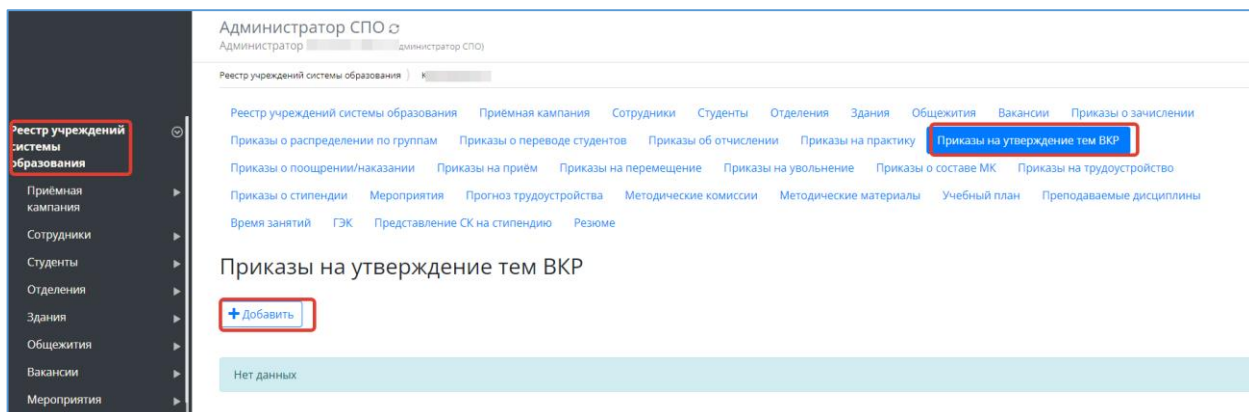 Администратор СПО
Администратор администратор СПО)
Реестр учреждений системы образования К
Реестр учреждений системы образования
Приёмная кампания
Сотрудники
Студенты
Отделения
Здания
Общежития
Вакансии
Мероприятия
Реестр учреждений системы образования Приёмная кампания Сотрудники Студенты Отделения Здания Общежития Вакансии Приказы о зачислении
Приказы о распределении по группам Приказы о переводе студентов Приказы об отчислении Приказы на практику Приказы на утверждение тем ВКР
Приказы о поощрении/наказании Приказы на приём Приказы на перемещение Приказы на увольнение Приказы о составе МК Приказы на трудоустройство
Приказы о стипендии Мероприятия Прогноз трудоустройства Методические комиссии Методические материалы Учебный план Преподаваемые дисциплины
Время занятий ГЭК Представление СК на стипендию Резюме
Приказы на утверждение тем ВКР
+ Добавить
Нет данных